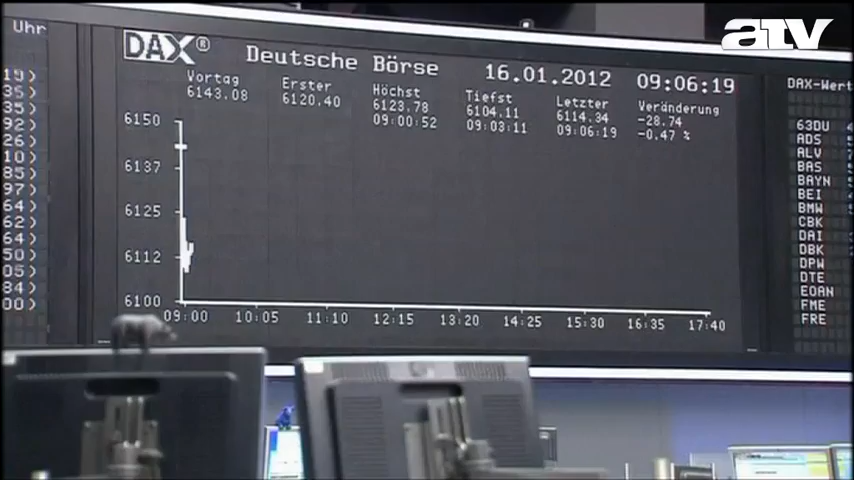 atv
Uhr
DAX®
Deutsche Börse
16.01.2012 09:06:19
Vortag
6143.08
Erster
6120.40
Höchst
6123.78
09:00:52
Tiefst
6104.11
09:03:11
Letzter
6114.34
09:06:19
Veränderung
-28.74
-0.47 %
6150
6137
6125
6112
6100
09:00 10:05 11:10 12:15 13:20 14:25 15:30 16:35 17:40
35)
35)
92)
26)
10)
85)
97)
64)
62)
64)
50)
05)
84)
00)
DAX-Wert
63DU
ADS
ALV
BAS
BAYN
BEI
BMW
CBK
DAI
DBK
DPW
DTE
EOAN
FME
FRE